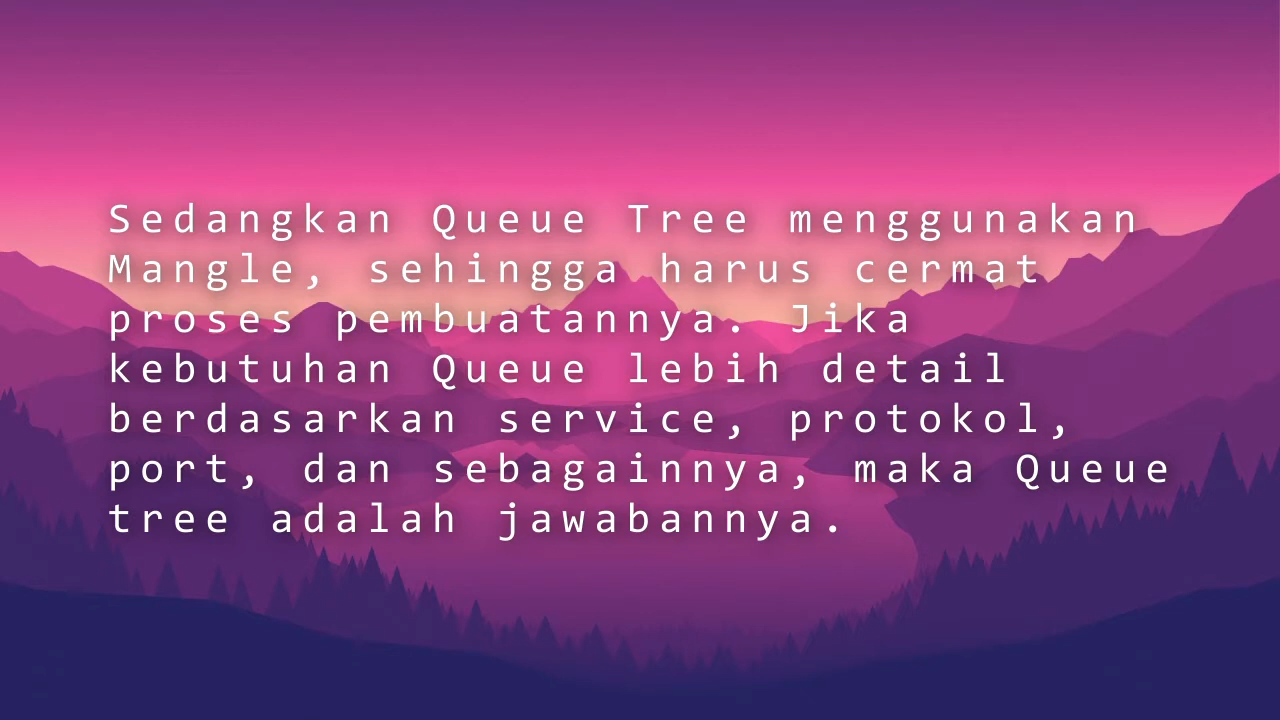 Sedangkan Queue Tree menggunakan
Mangle, sehingga harus cermat
proses pembuatannya. Jika
kebutuhan Queue lebih detail
berdasarkan service, protokol,
port, dan sebagainnya, maka Queue
tree adalah jawabannya.